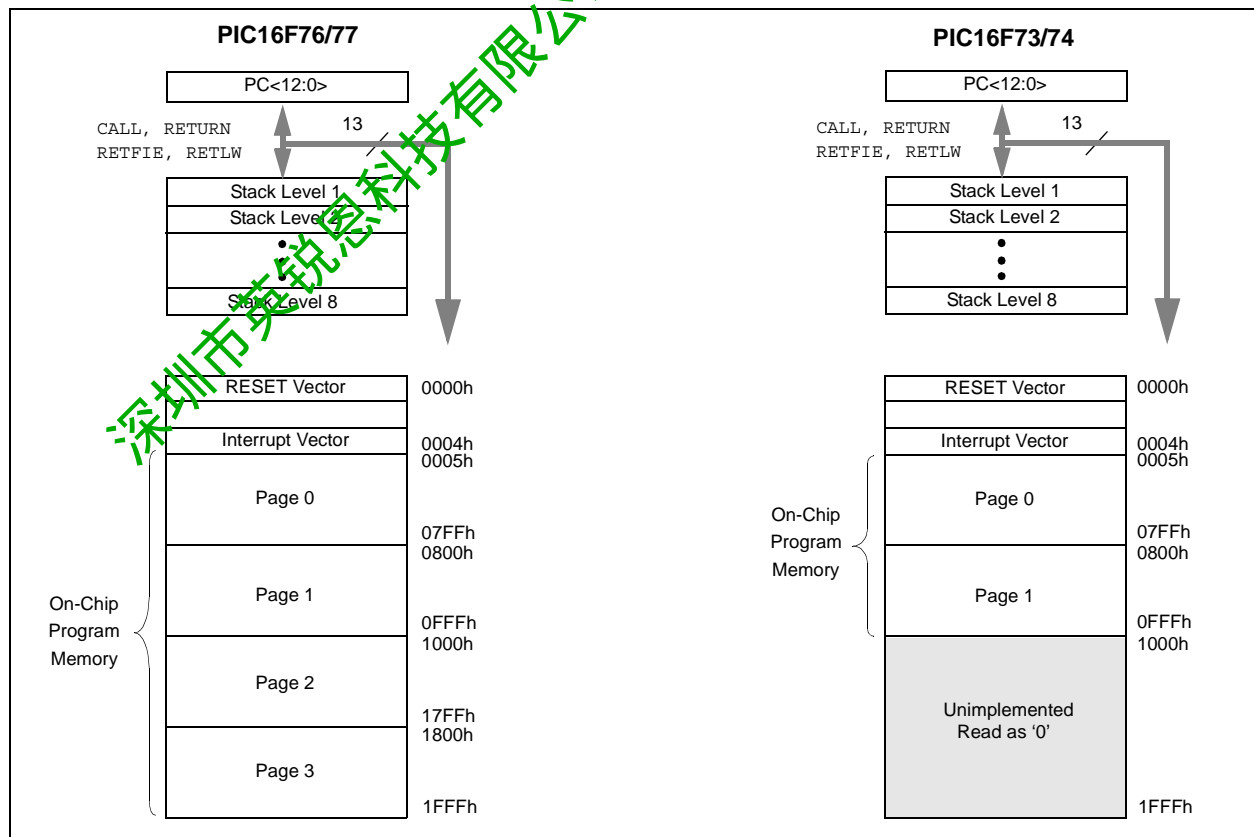 PIC16F76/77
PC<12:0>
CALL, RETURN
RETFIE, RETLW
13
Stack Level 1
Stack Level 2
Stack Level 8
RESET Vector
0000h
Interrupt Vector
0004h
0005h
Page 0
07FFh
0800h
Page 1
0FFFh
1000h
Page 2
17FFh
1800h
Page 3
1FFFh
On-Chip
Program
Memory
PIC16F73/74
PC<12:0>
CALL, RETURN
RETFIE, RETLW
13
Stack Level 1
Stack Level 2
Stack Level 8
RESET Vector
0000h
Interrupt Vector
0004h
0005h
Page 0
07FFh
0800h
Page 1
0FFFh
1000h
Unimplemented
Read as ‘0’
1FFFh
On-Chip
Program
Memory
深圳市英锐恩科技有限公